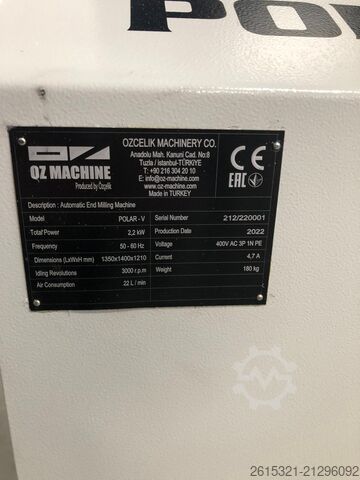 POL
OZ MACHINE
Produced by Ozcelik
OZCELIK MACHINERY CO.
Anadolu Mah. Kanuni Cad. No:8
Tuzla / Istanbul-TÜRKİYE
T: +90 216 304 20 10
E: info@oz-machine.com
www.oz-machine.com
Made in TURKEY
CE
EAC
Description : Automatic End Milling Machine
Model POLAR - V Serial Number 212/220001
Total Power 2,2 kW Production Date 2022
Frequency 50 - 60 Hz Voltage 400V AC 3P 1N PE
Dimensions (LxWxH mm) 1350x1400x1210 Current 4,7 A
Idling Revolutions 3000 r.p.m Weight 180 kg
Air Consumption 22 L / min
2615321-21296092